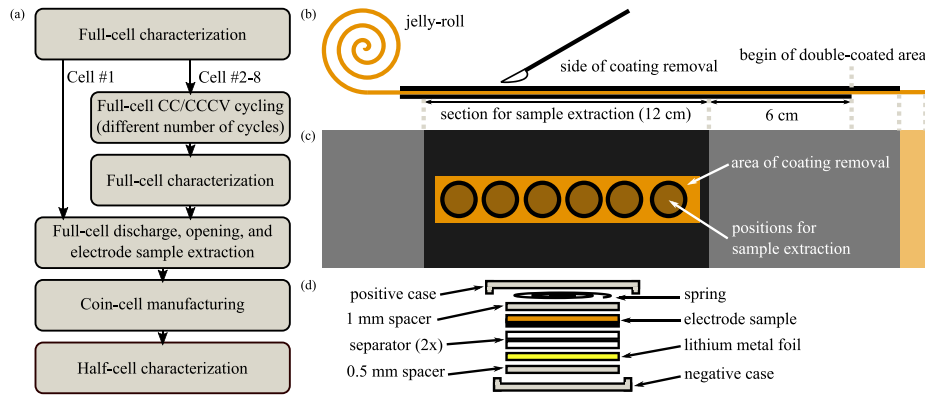 (a)
Full-cell characterization
Cell #1
Cell #2-8
Full-cell CC/CCCV cycling
(different number of cycles)
Full-cell characterization
Full-cell discharge, opening, and
electrode sample extraction
Coin-cell manufacturing
Half-cell characterization
(b)
jelly-roll
side of coating removal
begin of double-coated area
section for sample extraction (12 cm)
6 cm
(c)
area of coating removal
positions for
sample extraction
(d)
positive case
spring
1 mm spacer
electrode sample
separator (2x)
lithium metal foil
0.5 mm spacer
negative case